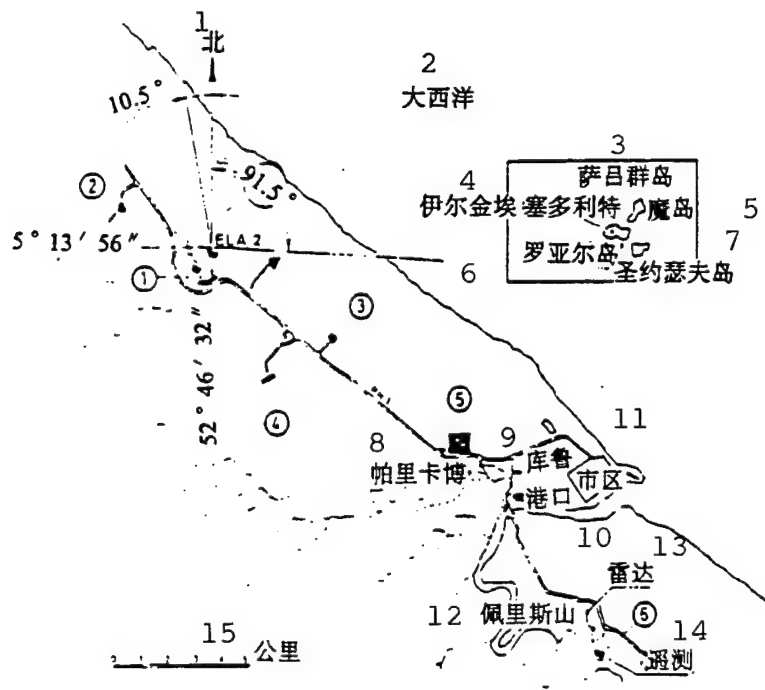 1
北
2
大西洋
10.5°
3
萨吕群岛
91.5°
②
4
伊尔金埃·塞多利特
魔岛
5
7
5° 13′ 56″
ELA 2
罗亚尔岛
6
圣约瑟夫岛
①
③
52° 46′ 32″
④
⑤
8
9
11
帕里卡博
库鲁
市区
港口
10
13
雷达
12
佩里斯山
⑥
14
15
公里
遥测